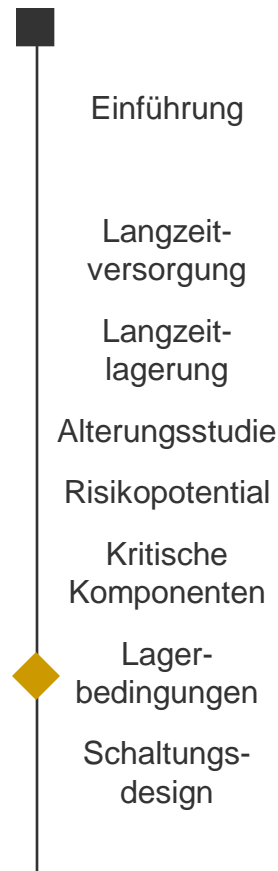 Einführung
Langzeit-
versorgung
Langzeit-
lagerung
Alterungsstudie
Risikopotential
Kritische
Komponenten
Lager-
bedingungen
Schaltungs-
design